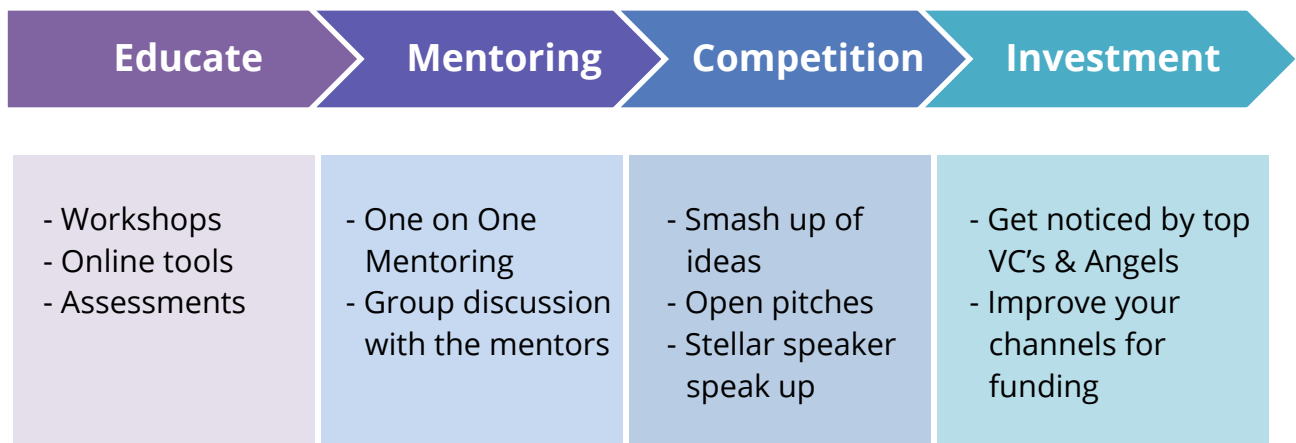 Educate
Mentoring
Competition
Investment
- Workshops
- Online tools
- Assessments
- One on One
Mentoring
- Group discussion
with the mentors
- Smash up of
ideas
- Open pitches
- Stellar speaker
speak up
- Get noticed by top
VC’s & Angels
- Improve your
channels for
funding